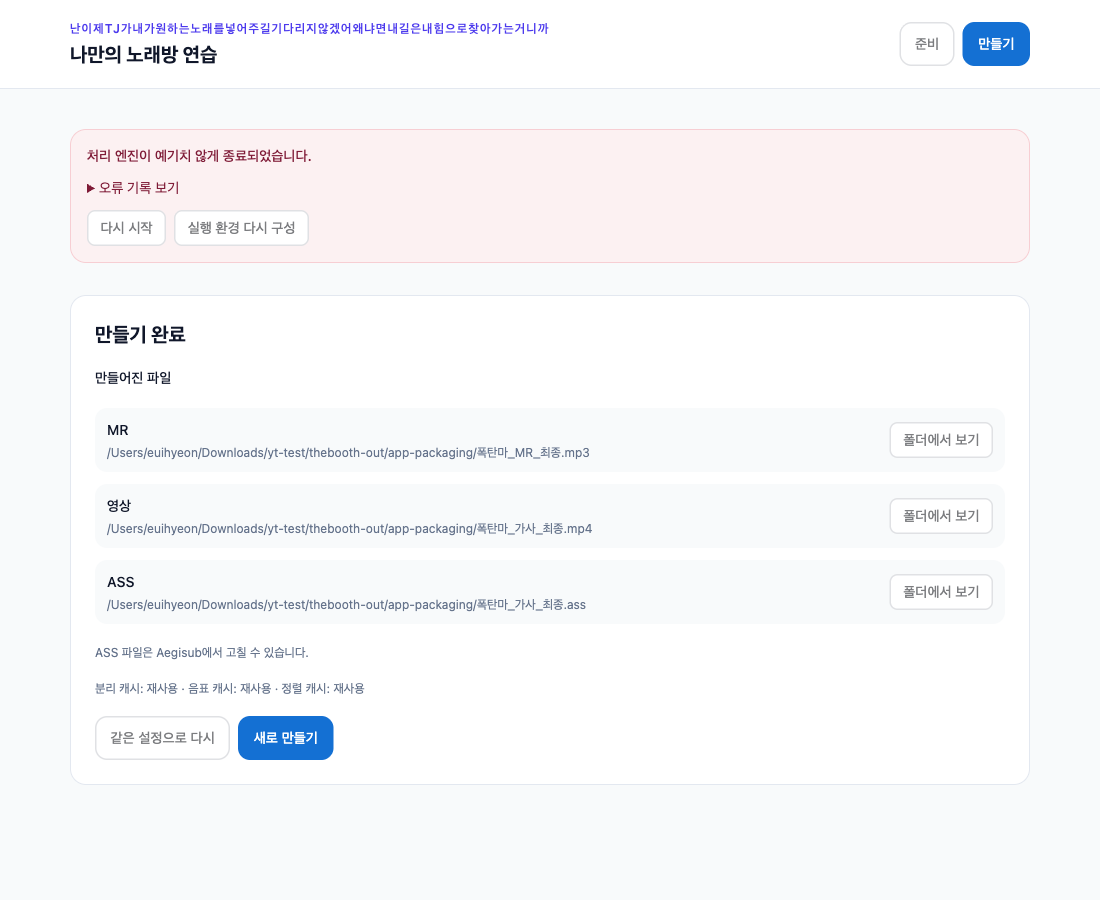 난이제TJ가내가원하는노래를넣어주길기다리지않겠어왜냐면내길은내힘으로찾아가는거니까
나만의 노래방 연습
준비
만들기
처리 엔진이 예기치 않게 종료되었습니다.
▶ 오류 기록 보기
다시 시작
실행 환경 다시 구성
만들기 완료
만들어진 파일
MR
/Users/euihyeon/Downloads/yt-test/thebooth-out/app-packaging/폭탄마_MR_최종.mp3
폴더에서 보기
영상
/Users/euihyeon/Downloads/yt-test/thebooth-out/app-packaging/폭탄마_가사_최종.mp4
폴더에서 보기
ASS
/Users/euihyeon/Downloads/yt-test/thebooth-out/app-packaging/폭탄마_가사_최종.ass
폴더에서 보기
ASS 파일은 Aegisub에서 고칠 수 있습니다.
분리 캐시: 재사용 · 음표 캐시: 재사용 · 정렬 캐시: 재사용
같은 설정으로 다시
새로 만들기